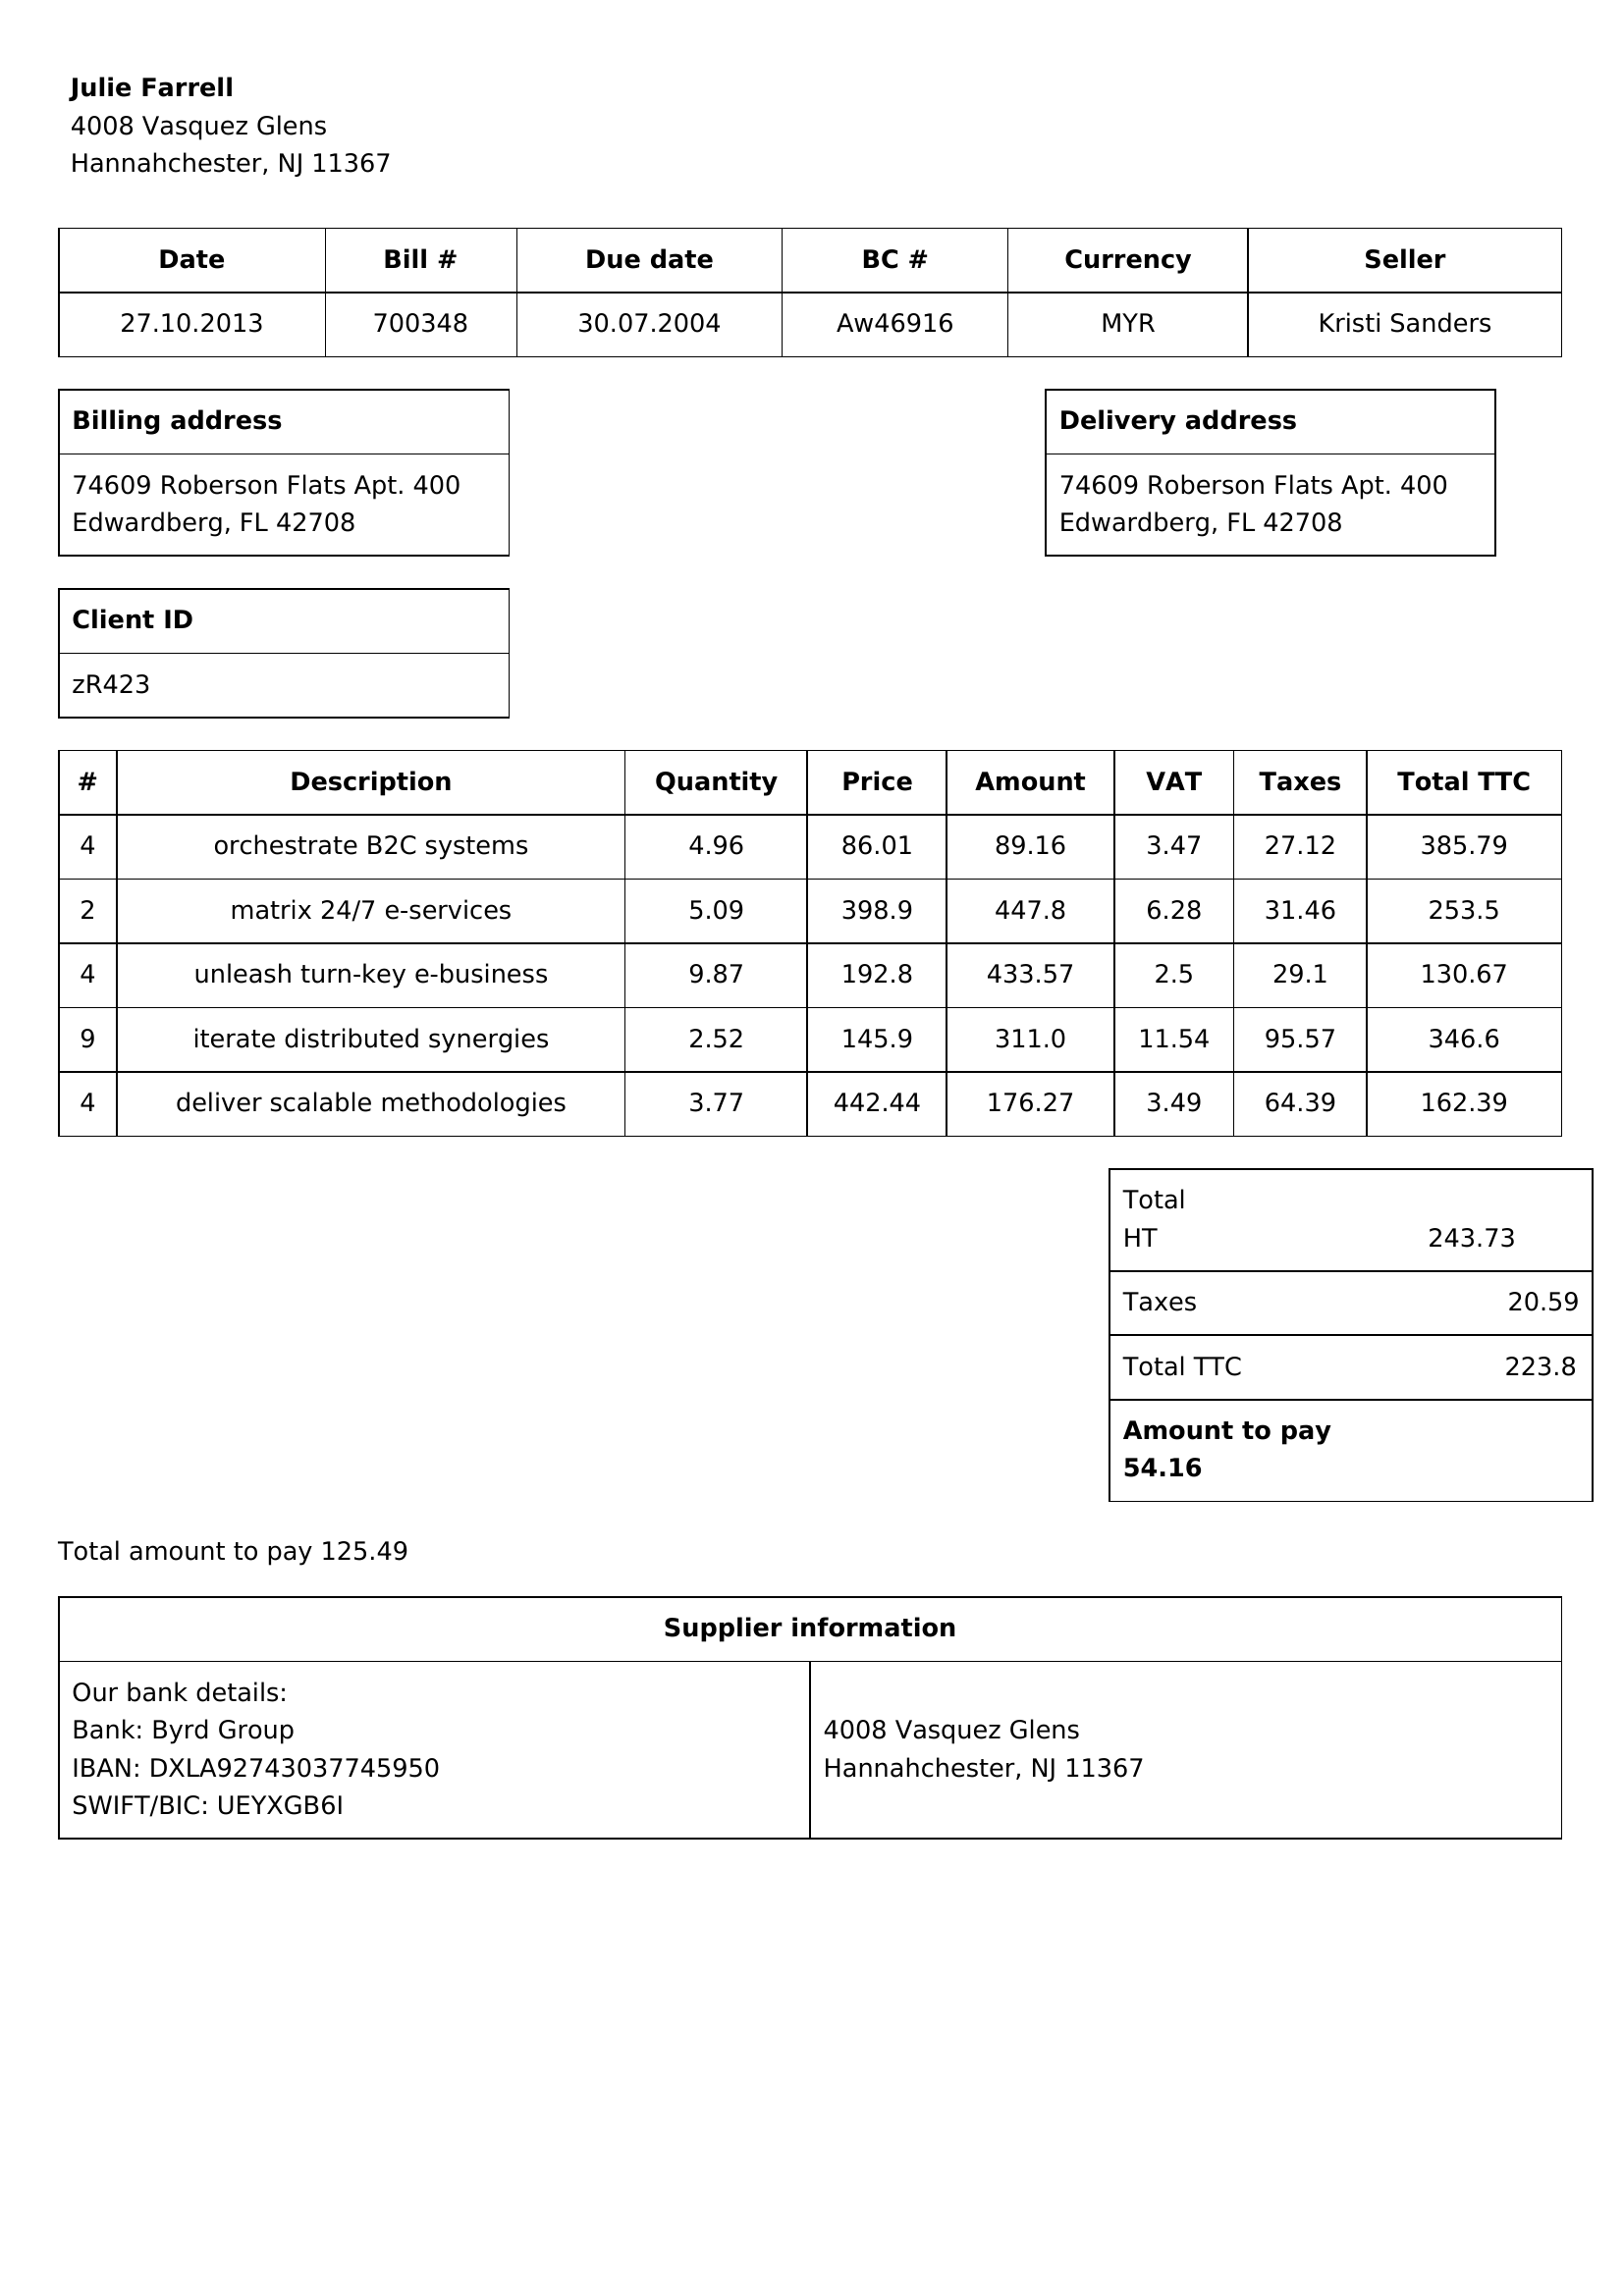 Julie Farrell
4008 Vasquez Glens
Hannahchester, NJ 11367
Date Bill # Due date BC # Currency Seller
27.10.2013 700348 30.07.2004 Aw46916 MYR Kristi Sanders
Billing address
74609 Roberson Flats Apt. 400
Edwardberg, FL 42708
Delivery address
74609 Roberson Flats Apt. 400
Edwardberg, FL 42708
Client ID
zR423
# Description Quantity Price Amount VAT Taxes Total TTC
4 orchestrate B2C systems 4.96 86.01 89.16 3.47 27.12 385.79
2 matrix 24/7 e-services 5.09 398.9 447.8 6.28 31.46 253.5
4 unleash turn-key e-business 9.87 192.8 433.57 2.5 29.1 130.67
9 iterate distributed synergies 2.52 145.9 311.0 11.54 95.57 346.6
4 deliver scalable methodologies 3.77 442.44 176.27 3.49 64.39 162.39
Total
HT 243.73
Taxes 20.59
Total TTC 223.8
Amount to pay
54.16
Total amount to pay 125.49
Supplier information
Our bank details:
Bank: Byrd Group
IBAN: DXLA92743037745950
SWIFT/BIC: UEYXGB6I
4008 Vasquez Glens
Hannahchester, NJ 11367